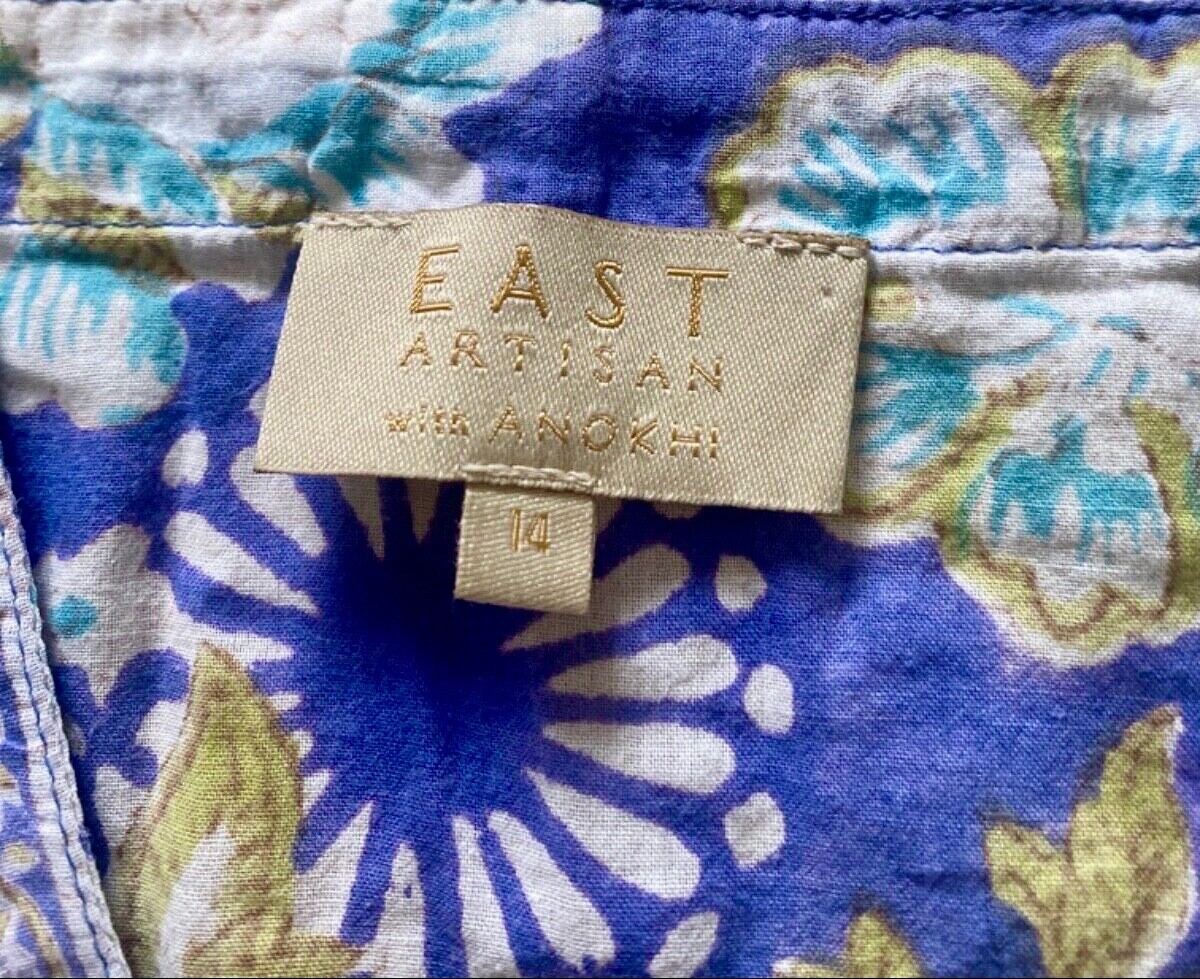 EAST
ARTISAN
with ANOKHI
14